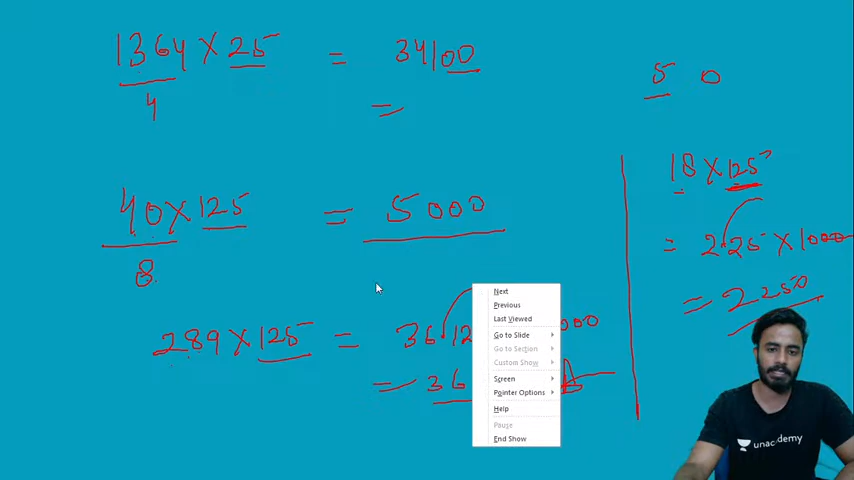 1364 × 25 = 34100
4
=
5 0
18 × 125
= 2.25 × 1000
= 2250
40 × 125 = 5000
8
289 × 125 = 36.12 000
= 36
Next
Previous
Last Viewed
Go to Slide
Go to Section
Custom Show
Screen
Pointer Options
Help
Pause
End Show
unacademy